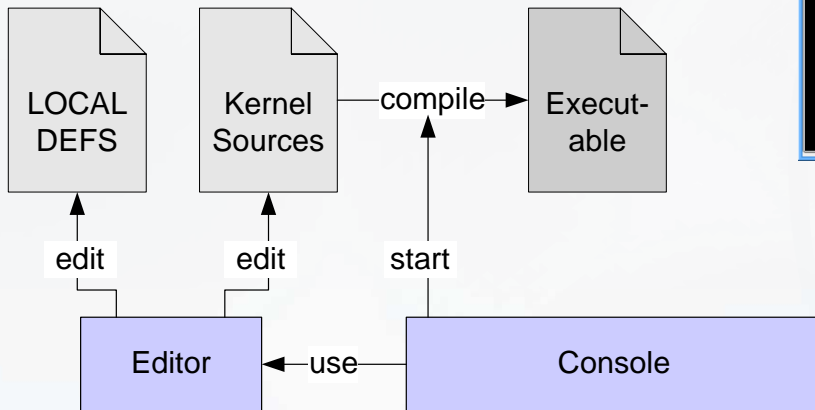 LOCAL
DEFS
Kernel
Sources
compile
Execut-
able
edit
edit
start
Editor
use
Console